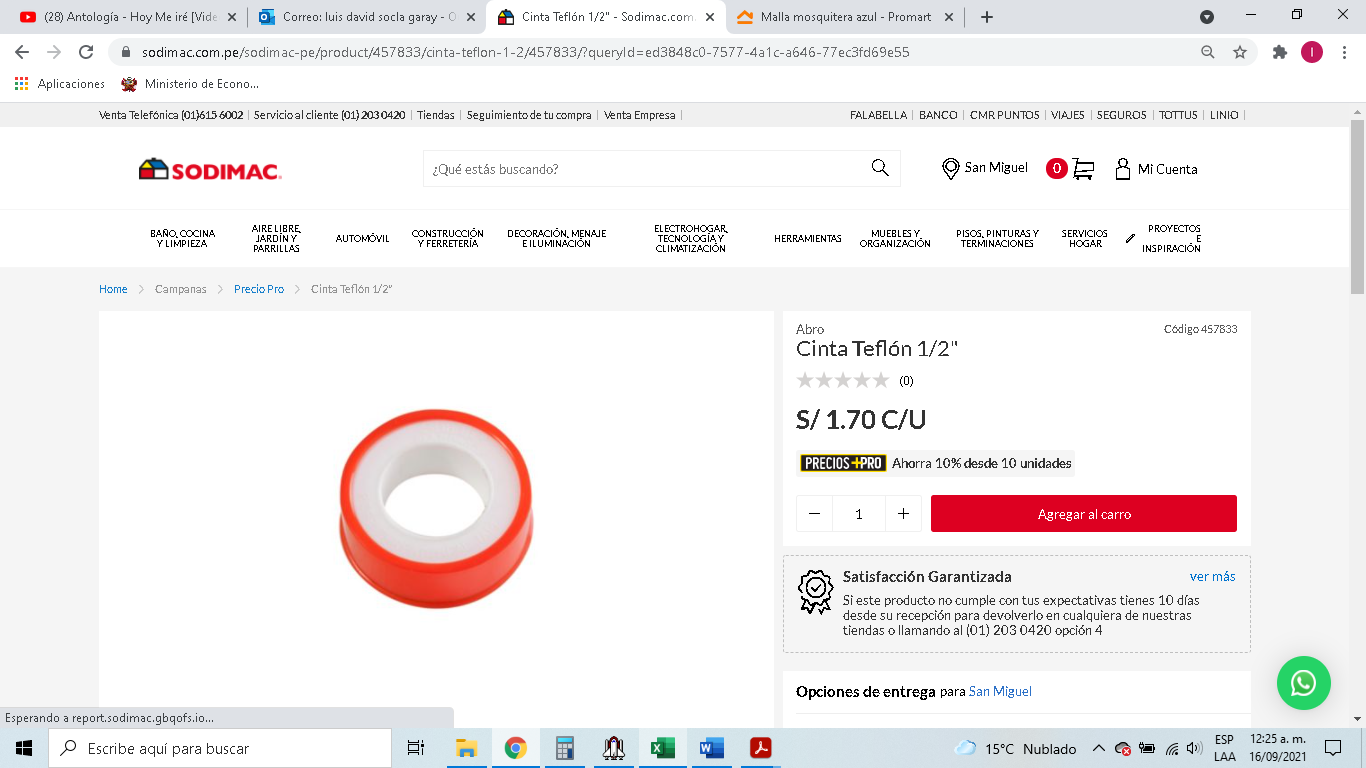 (28) Antología - Hoy Me iré [Vide
Correo: luis david socla garay - O
Cinta Teflón 1/2" - Sodimac.com.
Malla mosquitera azul - Promart
sodimac.com.pe/sodimac-pe/product/457833/cinta-teflon-1-2/457833/?queryId=ed3848c0-7577-4a1c-a646-77ec3fd69e55
I
Aplicaciones
Ministerio de Econo...
Venta Telefónica (01)615 6002
Servicio al cliente (01) 203 0420
Tiendas
Seguimiento de tu compra
Venta Empresa
FALABELLA
BANCO
CMR PUNTOS
VIAJES
SEGUROS
TOTTUS
LINIO
SODIMAC
¿Qué estás buscando?
San Miguel
0
Mi Cuenta
BAÑO, COCINA
Y LIMPIEZA
AIRE LIBRE,
JARDÍN Y
PARRILLAS
AUTOMÓVIL
CONSTRUCCIÓN
Y FERRETERÍA
DECORACIÓN, MENAJE
E ILUMINACIÓN
ELECTROHOGAR,
TECNOLOGÍA Y
CLIMATIZACIÓN
HERRAMIENTAS
MUEBLES Y
ORGANIZACIÓN
PISOS, PINTURAS Y
TERMINACIONES
SERVICIOS
HOGAR
PROYECTOS
E
INSPIRACIÓN
Home
Campanas
Precio Pro
Cinta Teflón 1/2"
Abro
Código 457833
Cinta Teflón 1/2"
(0)
S/ 1.70 C/U
PRECIOS+PRO
Ahorra 10% desde 10 unidades
1
Agregar al carro
Satisfacción Garantizada
ver más
Si este producto no cumple con tus expectativas tienes 10 días
desde su recepción para devolverlo en cualquiera de nuestras
tiendas o llamando al (01) 203 0420 opción 4
Opciones de entrega para San Miguel
Esperando a report.sodimac.gbqofs.io...
Escribe aquí para buscar
15°C Nublado
ESP
LAA
12:25 a. m.
16/09/2021